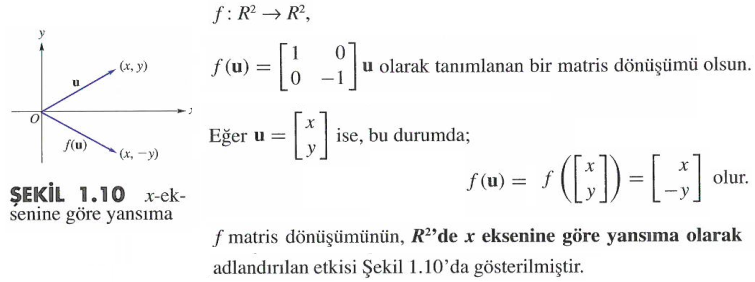 f : R² → R²,
f(u) = [1 0; 0 −1] u olarak tanımlanan bir matris dönüşümü olsun.
Eğer u = [x; y] ise, bu durumda;
f(u) = f([x; y]) = [x; −y] olur.
f matris dönüşümünün, R²’de x eksenine göre yansıma olarak
adlandırılan etkisi Şekil 1.10’da gösterilmiştir.
y
(x, y)
u
x
O
f(u)
(x, −y)
ŞEKİL 1.10 x-ek-
senine göre yansıma